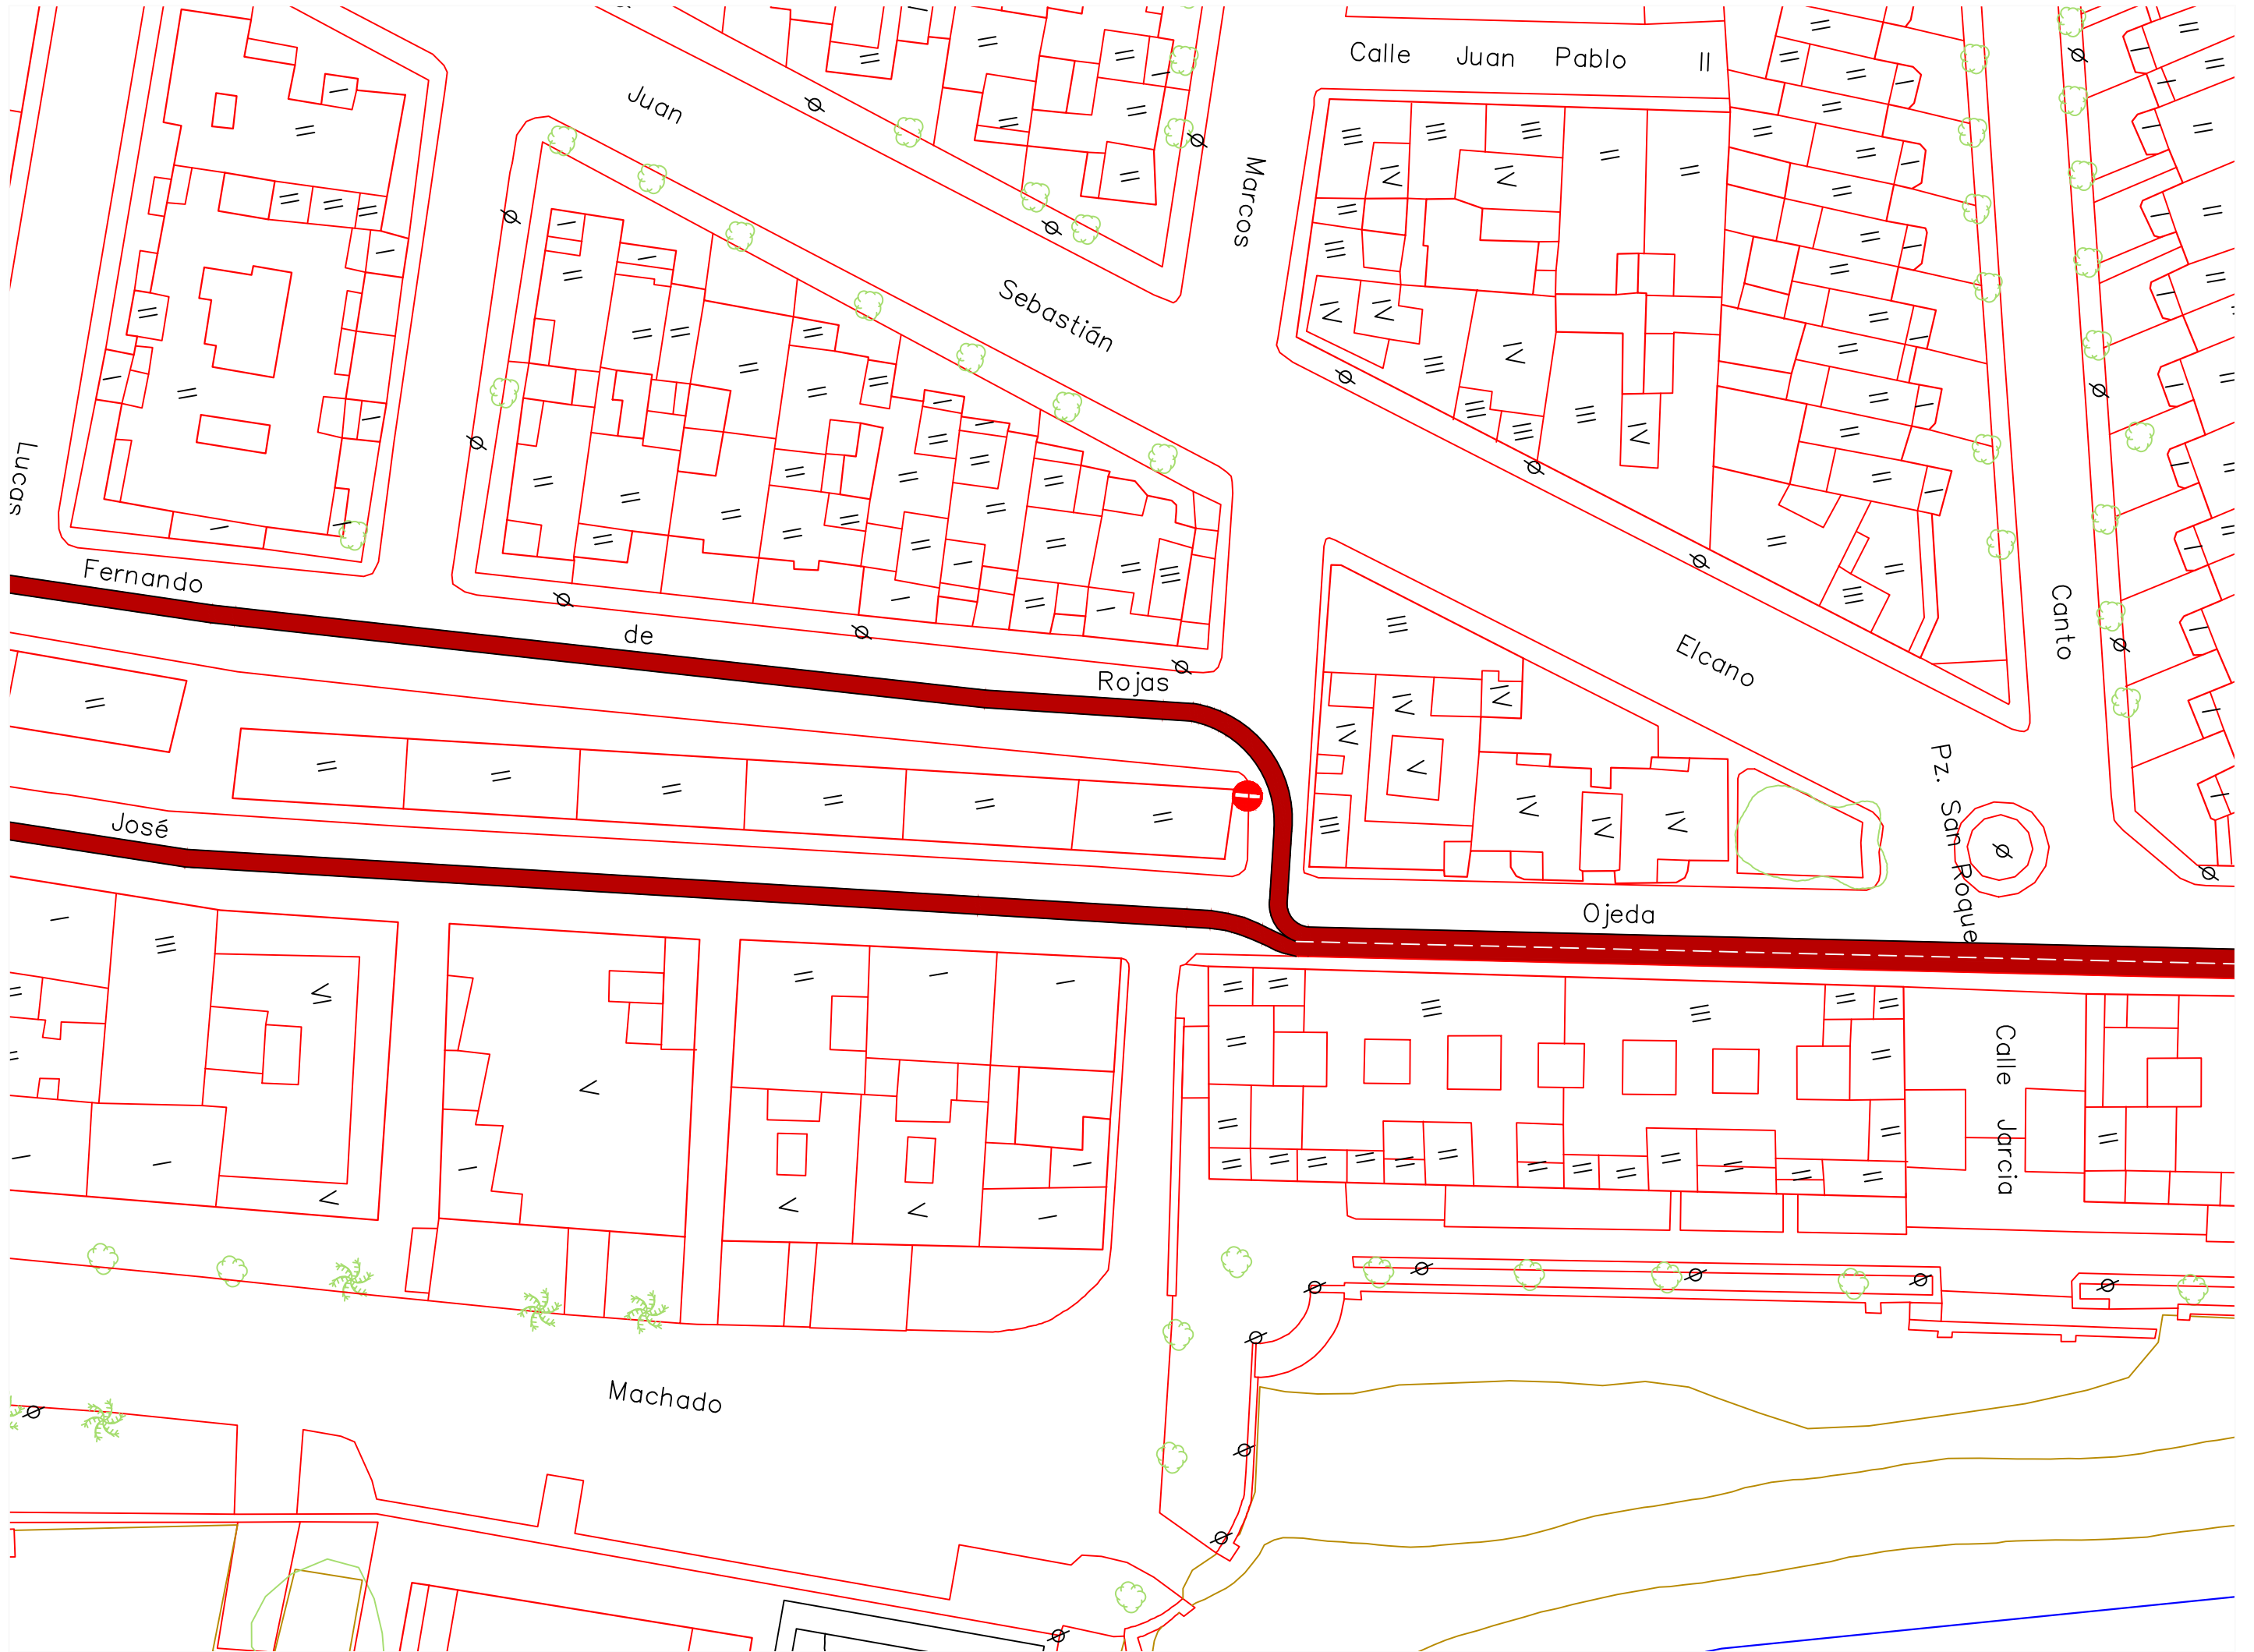 Calle Juan Pablo II
Juan
Marcos
Sebastián
Lucas
Fernando
de
Rojas
Elcano
Canto
Pz. San Roque
José
Ojeda
Calle Jarcia
Machado